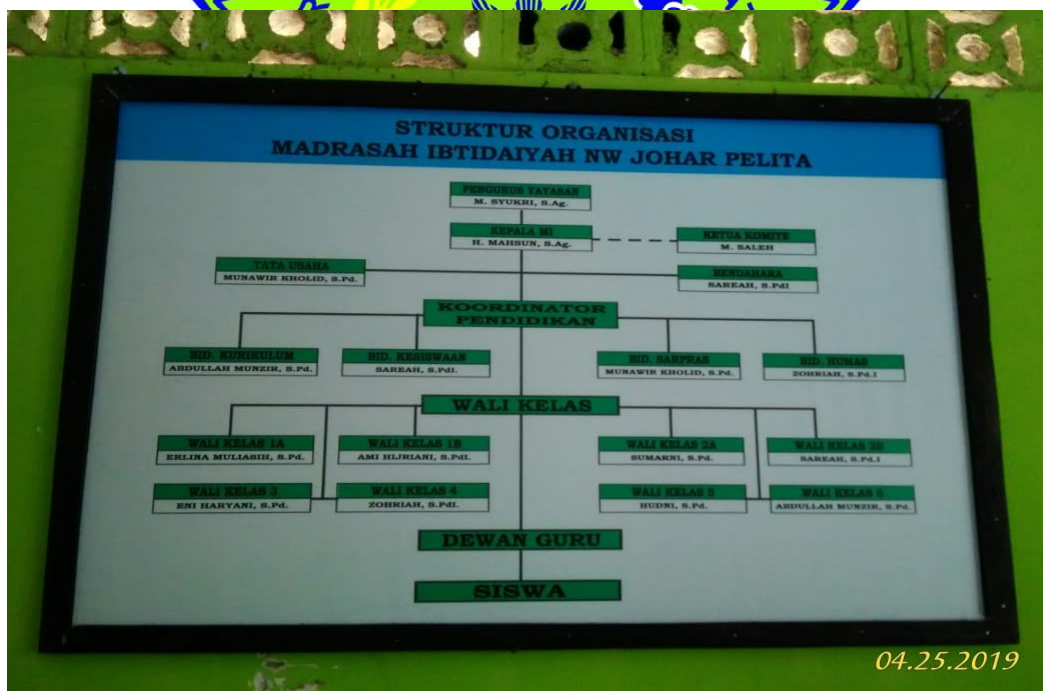 STRUKTUR ORGANISASI
MADRASAH IBTIDAIYAH NW JOHAR PELITA
PENGURUS YAYASAN
M. SYUKRI, S.Ag.
KEPALA MI
H. MAHSUN, S.Ag.
KETUA KOMITE
M. SALEH
TATA USAHA
MUNAWIR KHOLID, S.Pd.
BENDAHARA
SAREAH, S.PdI
KOORDINATOR
PENDIDIKAN
BID. KURIKULUM
ABDULLAH MUNZIR, S.Pd.
BID. KESISWAAN
SAREAH, S.PdI.
BID. SARPRAS
MUNAWIR KHOLID, S.Pd.
BID. HUMAS
ZOHRIAH, S.Pd.I
WALI KELAS
WALI KELAS 1A
ERLINA MULIASIH, S.Pd.
WALI KELAS 1B
AMI HIJRIANI, S.PdI.
WALI KELAS 2A
SUMARNI, S.Pd.
WALI KELAS 2B
SAREAH, S.Pd.I
WALI KELAS 3
ENI HARYANI, S.Pd.
WALI KELAS 4
ZOHRIAH, S.PdI.
WALI KELAS 5
HUDNI, S.Pd.
WALI KELAS 6
ABDULLAH MUNZIR, S.Pd.
DEWAN GURU
SISWA
04.25.2019